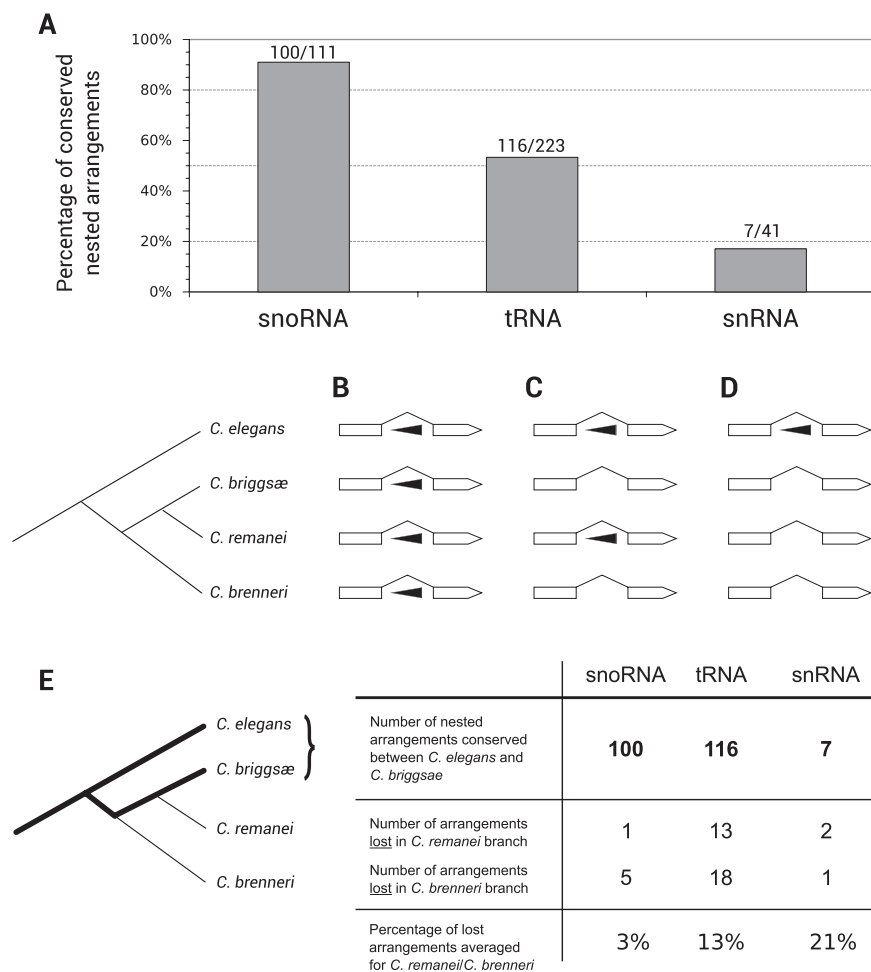 A
Percentage of conserved
nested arrangements
100%
80%
60%
40%
20%
0%
100/111
116/223
7/41
snoRNA
tRNA
snRNA
B
C
D
C. elegans
C. briggsæ
C. remanei
C. brenneri
E
C. elegans
C. briggsæ
C. remanei
C. brenneri
snoRNA tRNA snRNA
Number of nested
arrangements conserved
between C. elegans and
C. briggsae
100 116 7
Number of arrangements
lost in C. remanei branch
1 13 2
Number of arrangements
lost in C. brenneri branch
5 18 1
Percentage of lost
arrangements averaged
for C. remanei/C. brenneri
3% 13% 21%